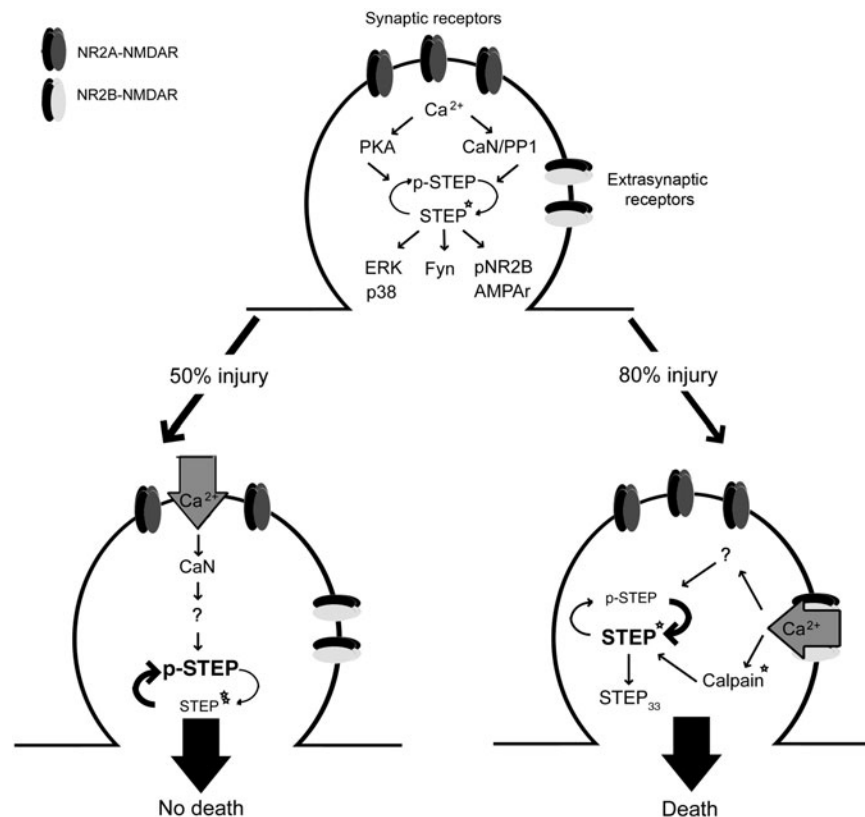 Synaptic receptors
NR2A-NMDAR
NR2B-NMDAR
Ca2+
PKA
CaN/PP1
p-STEP
STEP☆
Extrasynaptic
receptors
ERK
p38
Fyn
pNR2B
AMPAr
50% injury
80% injury
Ca2+
CaN
?
p-STEP
STEP☆
No death
?
p-STEP
STEP☆
Ca2+
Calpain☆
STEP33
Death